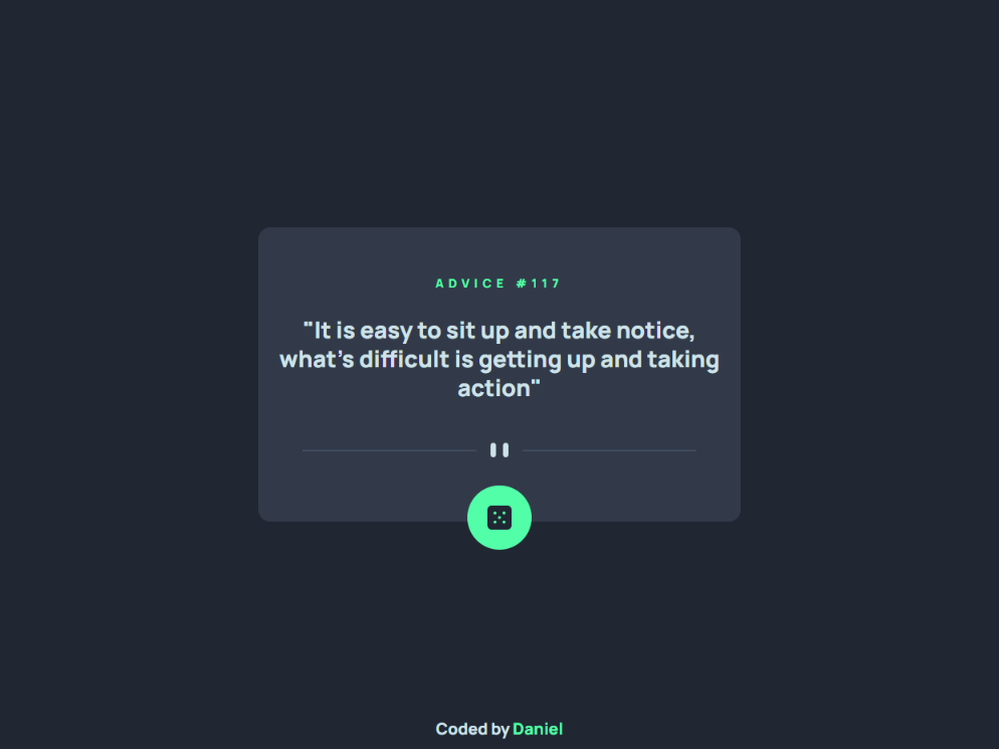 ADVICE #117
"It is easy to sit up and take notice,
what's difficult is getting up and taking
action"
Coded by Daniel